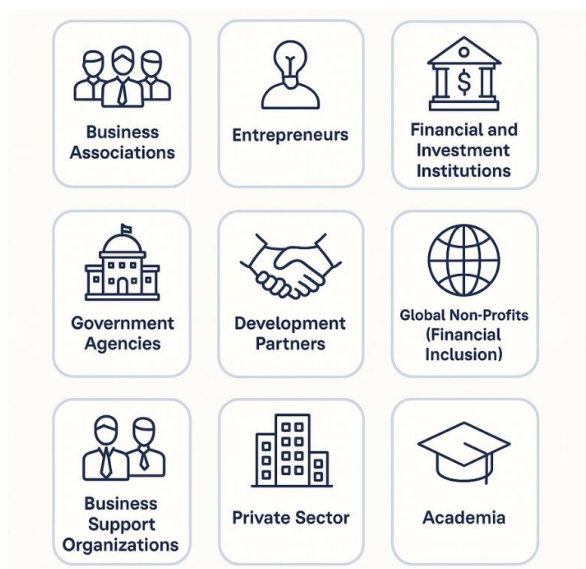 Business
Associations
Entrepreneurs
Financial and
Investment
Institutions
Government
Agencies
Development
Partners
Global Non-Profits
(Financial
Inclusion)
Business
Support
Organizations
Private Sector
Academia